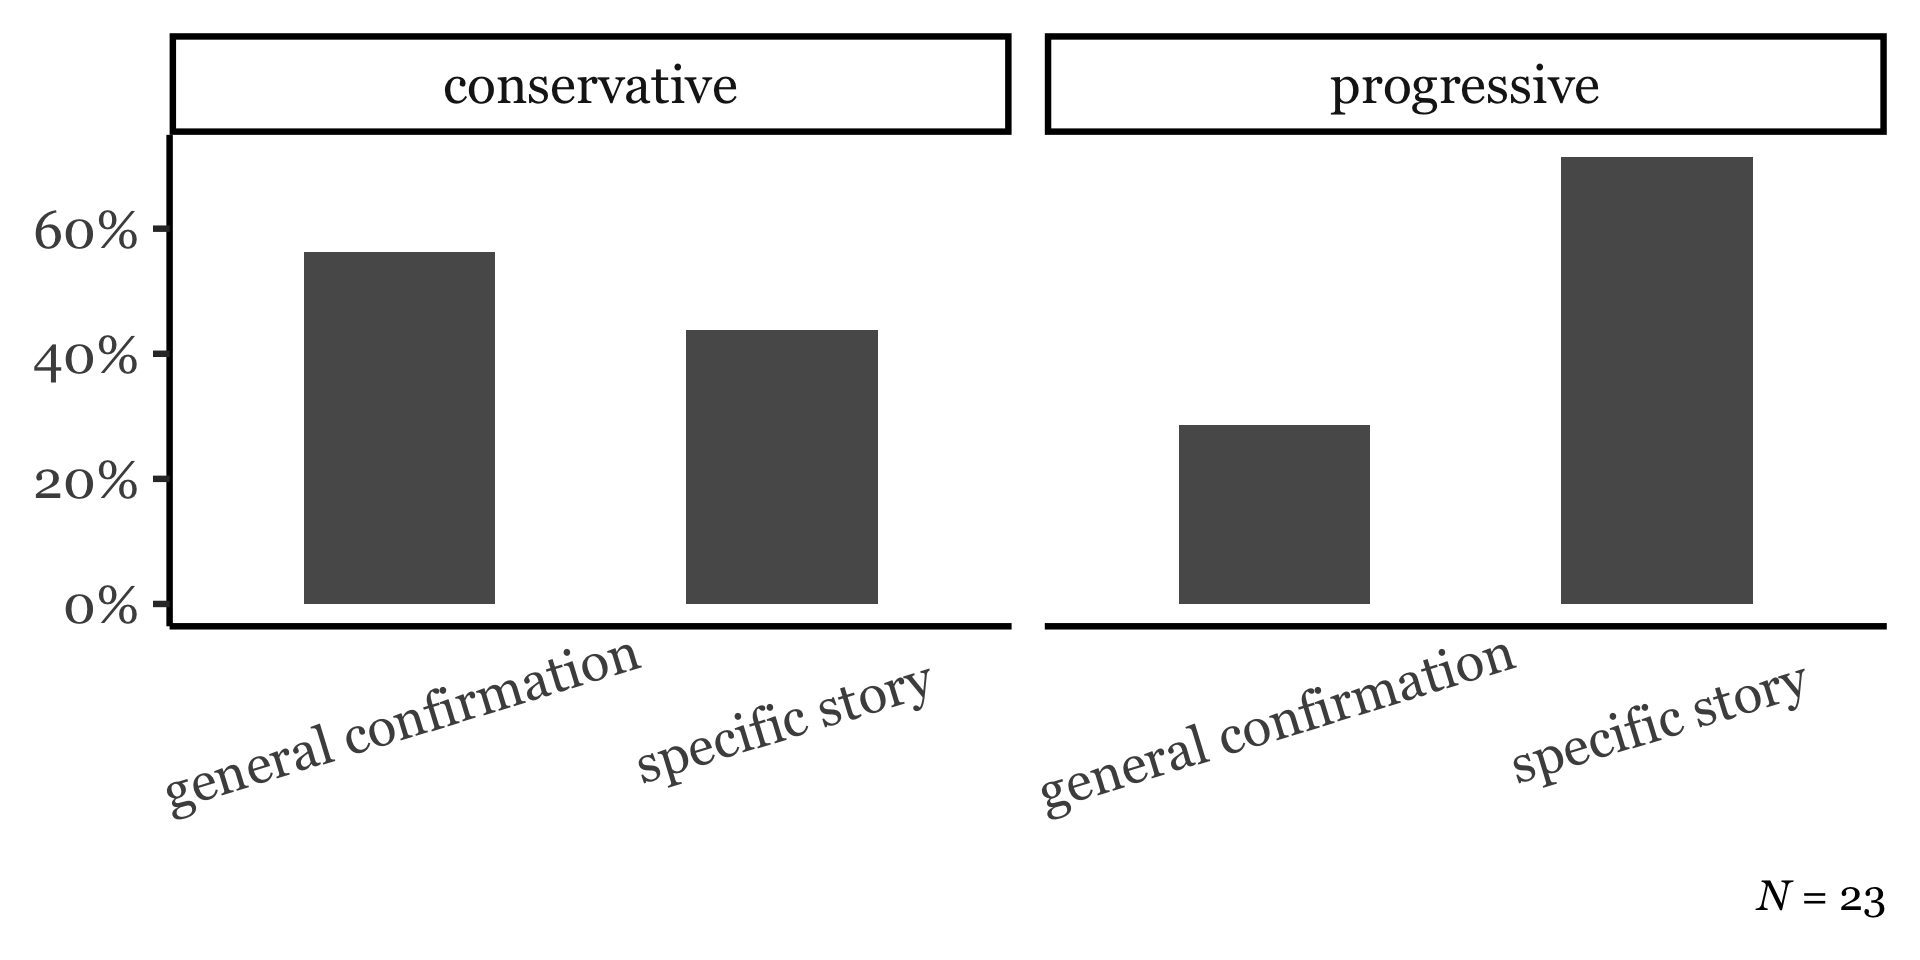 conservative
progressive
60%
40%
20%
0%
general confirmation
specific story
general confirmation
specific story
N = 23